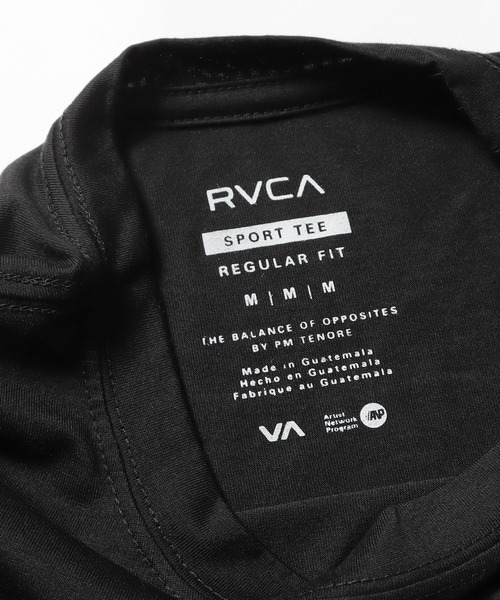 RVCA
SPORT TEE
REGULAR FIT
M | M | M
THE BALANCE OF OPPOSITES
BY PM TENORE
Made in Guatemala
Hecho en Guatemala
Fabrique au Guatemala
VA
Artist
Network
Program
ANP